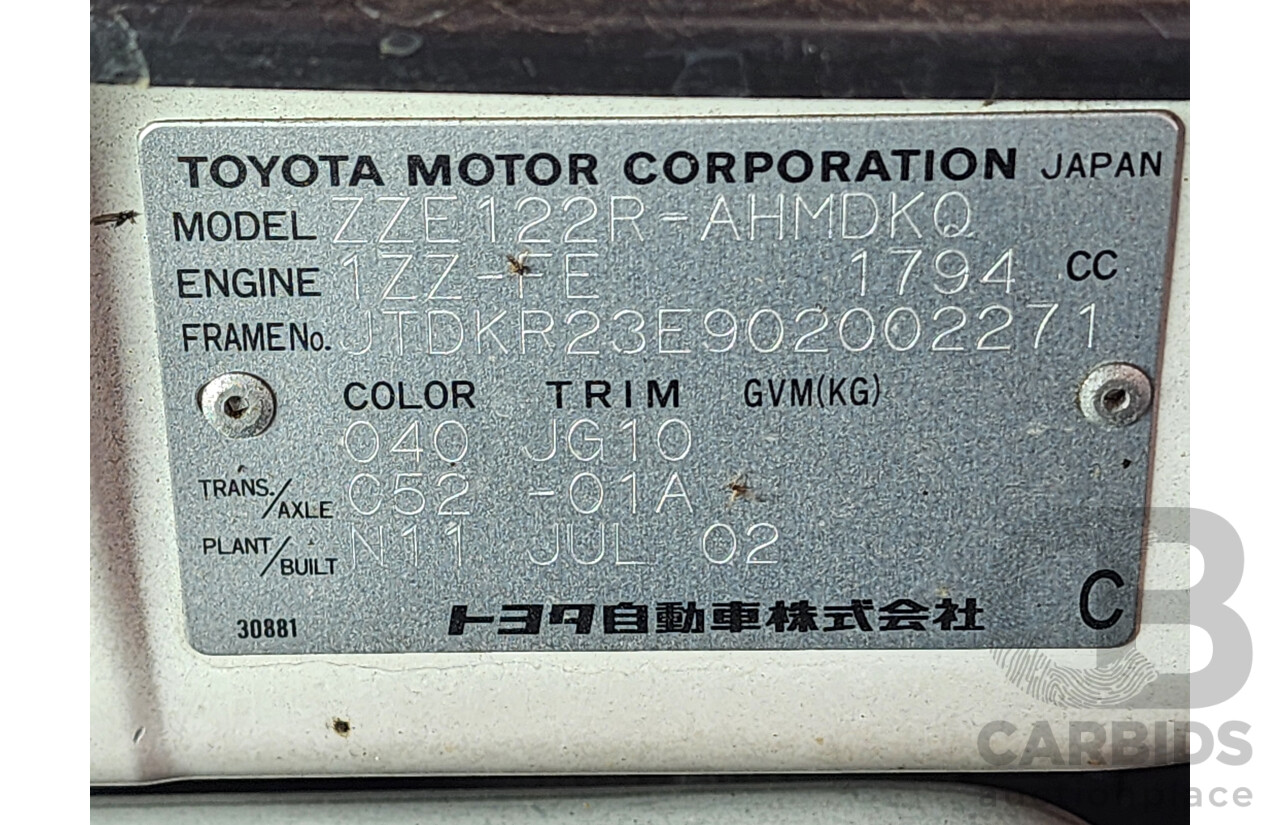 TOYOTA MOTOR CORPORATION JAPAN
MODEL ZZE122R-AHMDKQ
ENGINE 1ZZ-FE 1794 CC
FRAME No. JTDKR23E902002271
COLOR TRIM GVM(KG)
040 JG10
TRANS./AXLE C52 -01A
PLANT/BUILT N11 JUL 02
30881 トヨタ自動車株式会社 C
B
CARBIDS